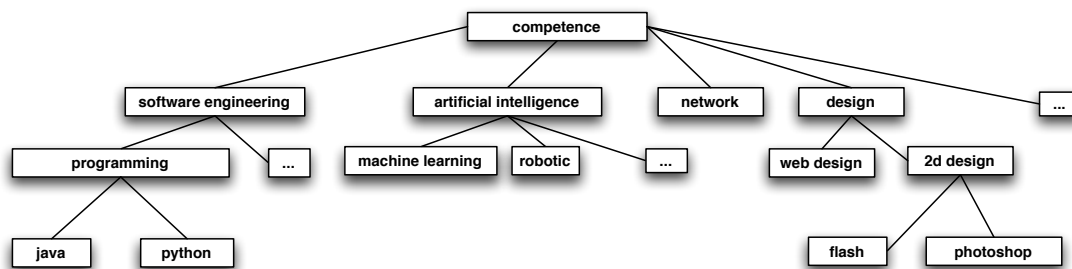 competence
software engineering
artificial intelligence
network
design
...
programming
...
machine learning
robotic
...
web design
2d design
java
python
flash
photoshop